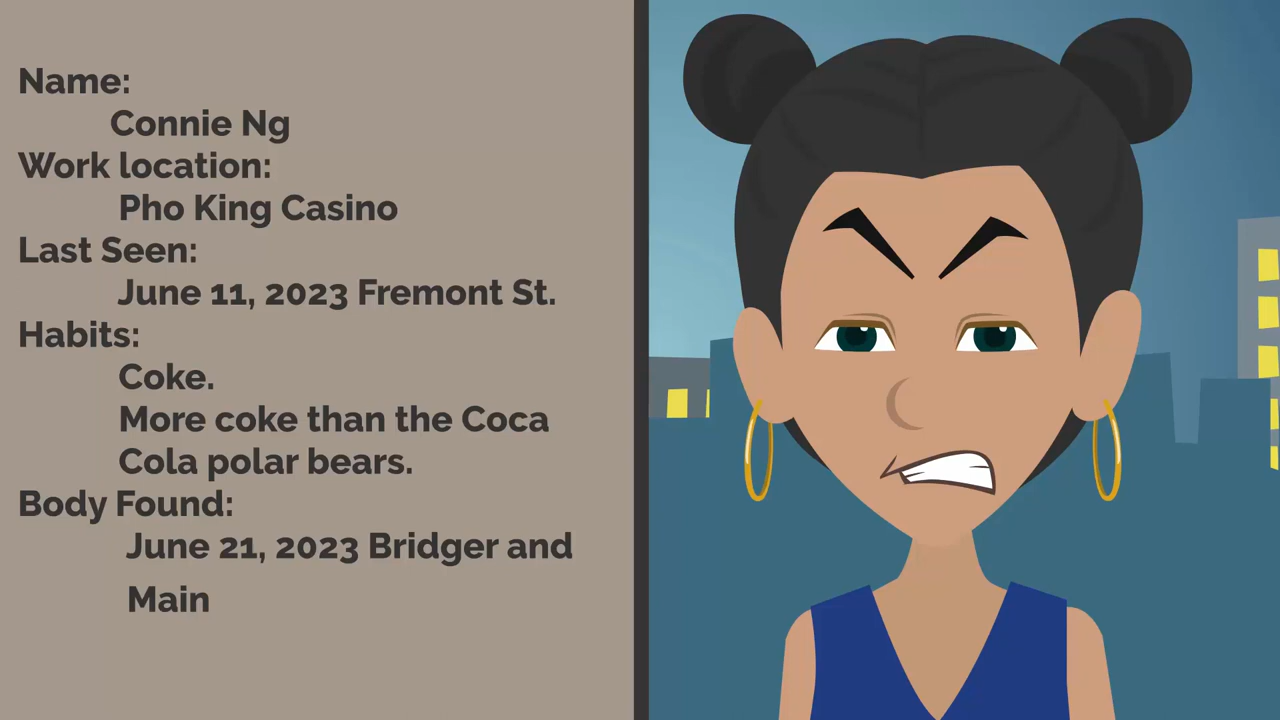 Name:
Connie Ng
Work location:
Pho King Casino
Last Seen:
June 11, 2023 Fremont St.
Habits:
Coke.
More coke than the Coca
Cola polar bears.
Body Found:
June 21, 2023 Bridger and
Main